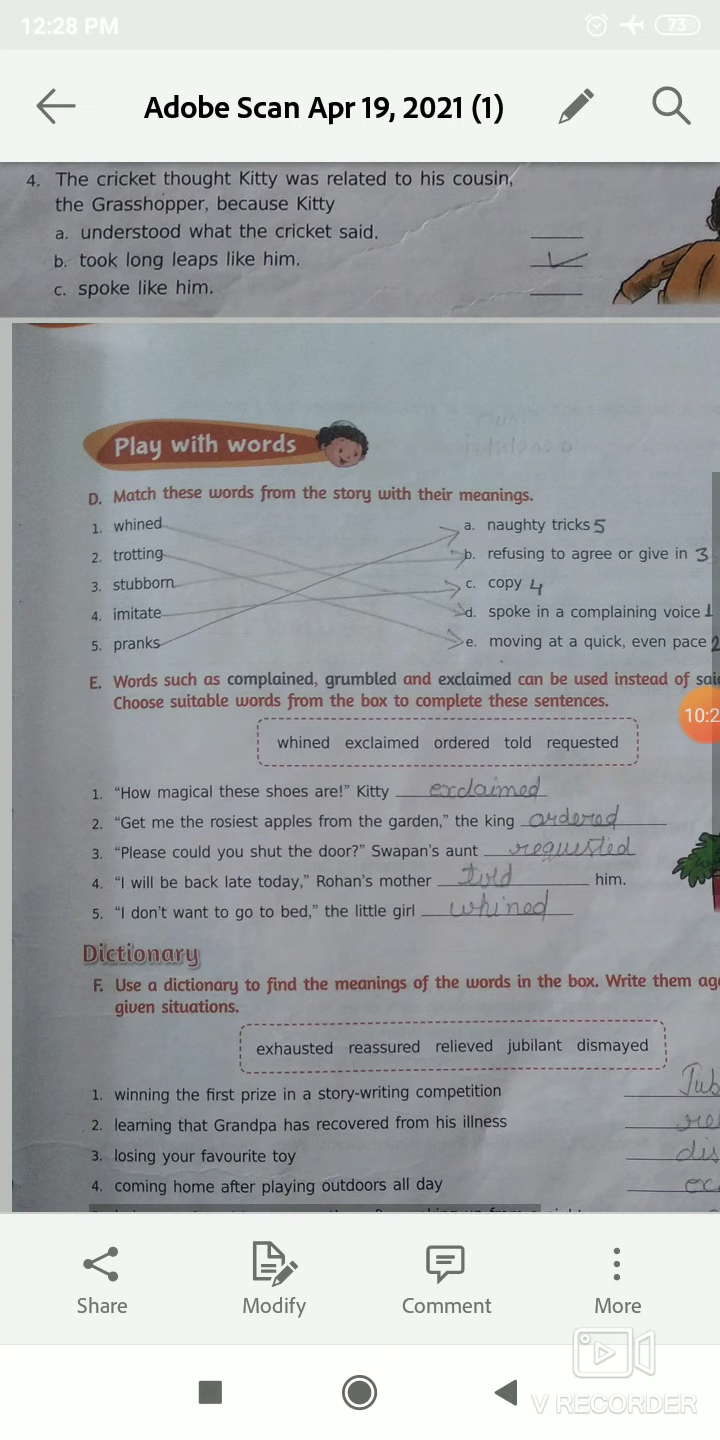 12:28 PM 73
Adobe Scan Apr 19, 2021 (1)
4. The cricket thought Kitty was related to his cousin,
the Grasshopper, because Kitty
a. understood what the cricket said.
b. took long leaps like him.
c. spoke like him.
Play with words
D. Match these words from the story with their meanings.
1. whined a. naughty tricks 5
2. trotting b. refusing to agree or give in 3
3. stubborn c. copy 4
4. imitate d. spoke in a complaining voice 1
5. pranks e. moving at a quick, even pace 2
E. Words such as complained, grumbled and exclaimed can be used instead of said
10:2
Choose suitable words from the box to complete these sentences.
whined exclaimed ordered told requested
1. “How magical these shoes are!” Kitty exclaimed
2. “Get me the rosiest apples from the garden,” the king ordered
3. “Please could you shut the door?” Swapan’s aunt requested
4. “I will be back late today,” Rohan’s mother told him.
5. “I don’t want to go to bed,” the little girl whined
Dictionary
F. Use a dictionary to find the meanings of the words in the box. Write them aga
given situations.
exhausted reassured relieved jubilant dismayed
1. winning the first prize in a story-writing competition Jub
2. learning that Grandpa has recovered from his illness rel
3. losing your favourite toy dis
4. coming home after playing outdoors all day ex
Share Modify Comment More
V RECORDER